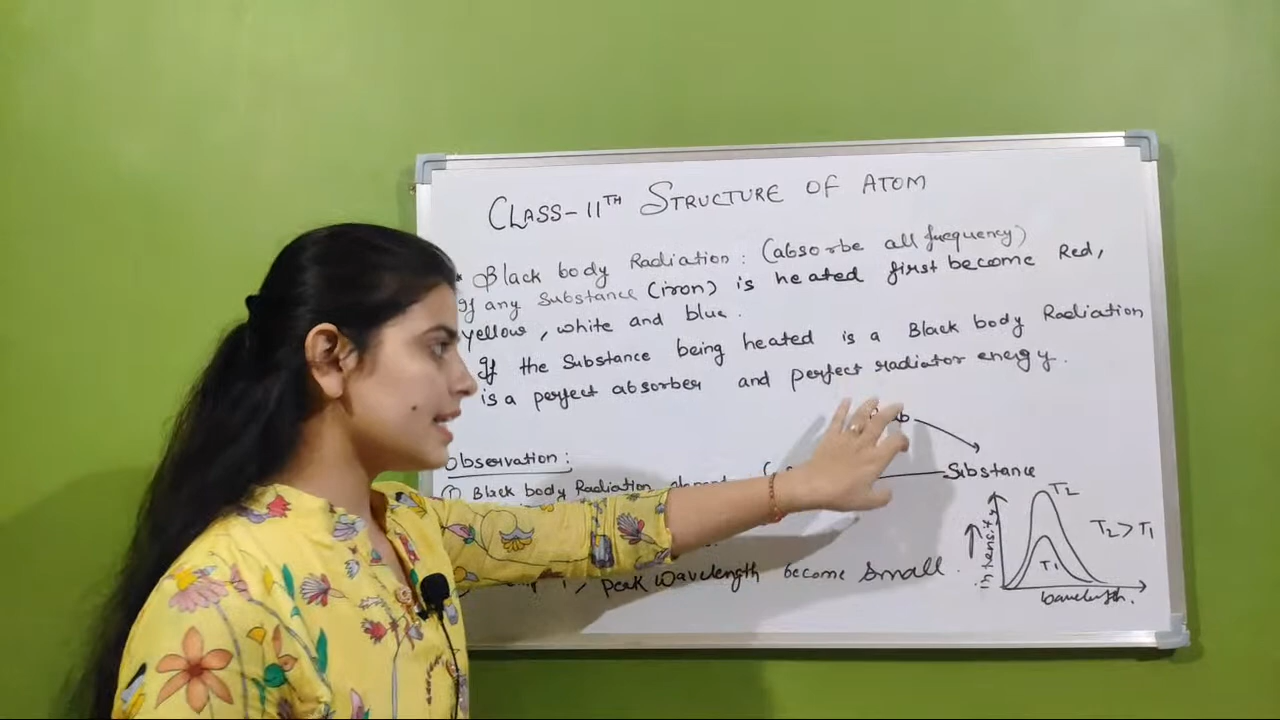 CLASS-11TH STRUCTURE OF ATOM
* Black body Radiation : (absorbe all frequency)
If any Substance (iron) is heated first become Red,
yellow, white and blue.
If the Substance being heated is a Black body Radiation
is a perfect absorber and perfect radiator energy.
Observation :
Substance
① Black body Radiation
T2
T2 > T1
T1
intensity
peak wavelength become small.
wavelength.